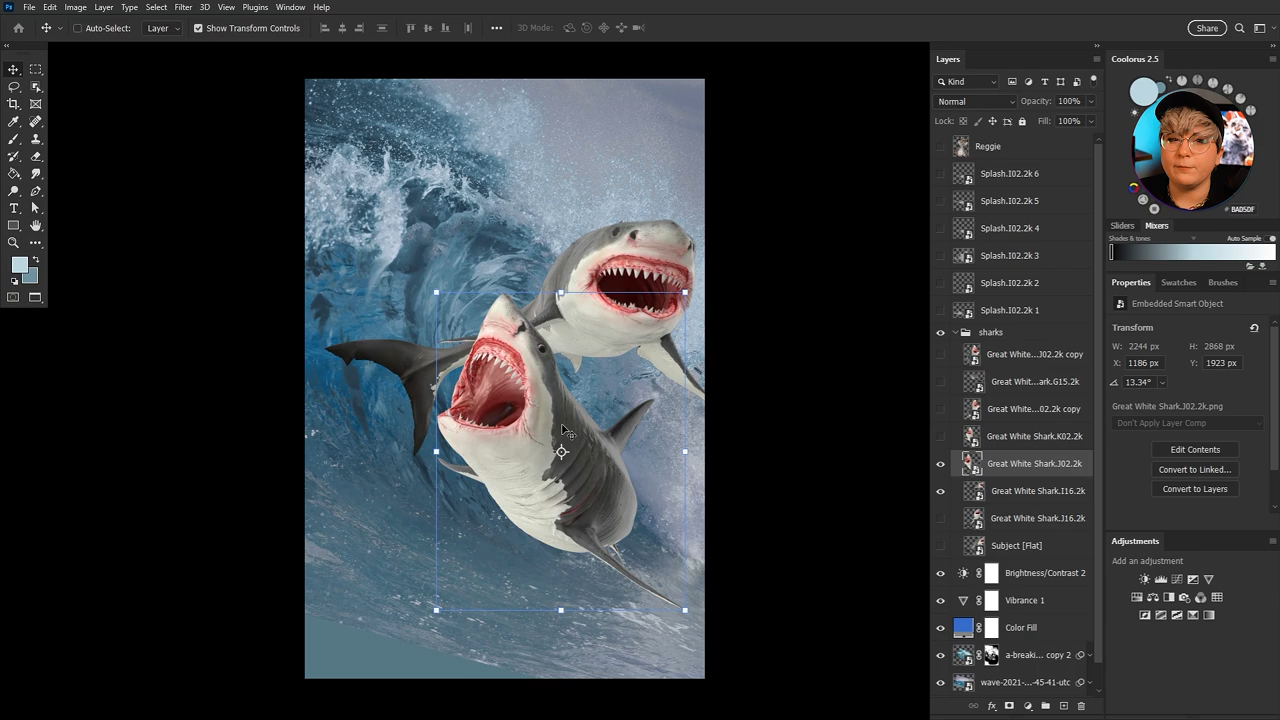 Ps File Edit Image Layer Type Select Filter 3D View Plugins Window Help
Auto-Select: Layer Show Transform Controls 3D Mode: Share
Layers
Kind
Normal Opacity: 100%
Lock: Fill: 100%
Reggie
Splash.I02.2k 6
Splash.I02.2k 5
Splash.I02.2k 4
Splash.I02.2k 3
Splash.I02.2k 2
Splash.I02.2k 1
sharks
Great White...J02.2k copy
Great Whit...ark.G15.2k
Great White...02.2k copy
Great White Shark.K02.2k
Great White Shark.J02.2k
Great White Shark.I16.2k
Great White Shark.J16.2k
Subject [Flat]
Brightness/Contrast 2
Vibrance 1
Color Fill
a-breaki... copy 2
wave-2021-...-45-41-utc
fx
Coolorus 2.5
# BAD5DF
Sliders Mixers
Shades & tones Auto Sample
Properties Swatches Brushes
Embedded Smart Object
Transform
W: 2244 px H: 2868 px
X: 1186 px Y: 1923 px
13.34°
Great White Shark.J02.2k.png
Don't Apply Layer Comp
Edit Contents
Convert to Linked...
Convert to Layers
Adjustments
Add an adjustment